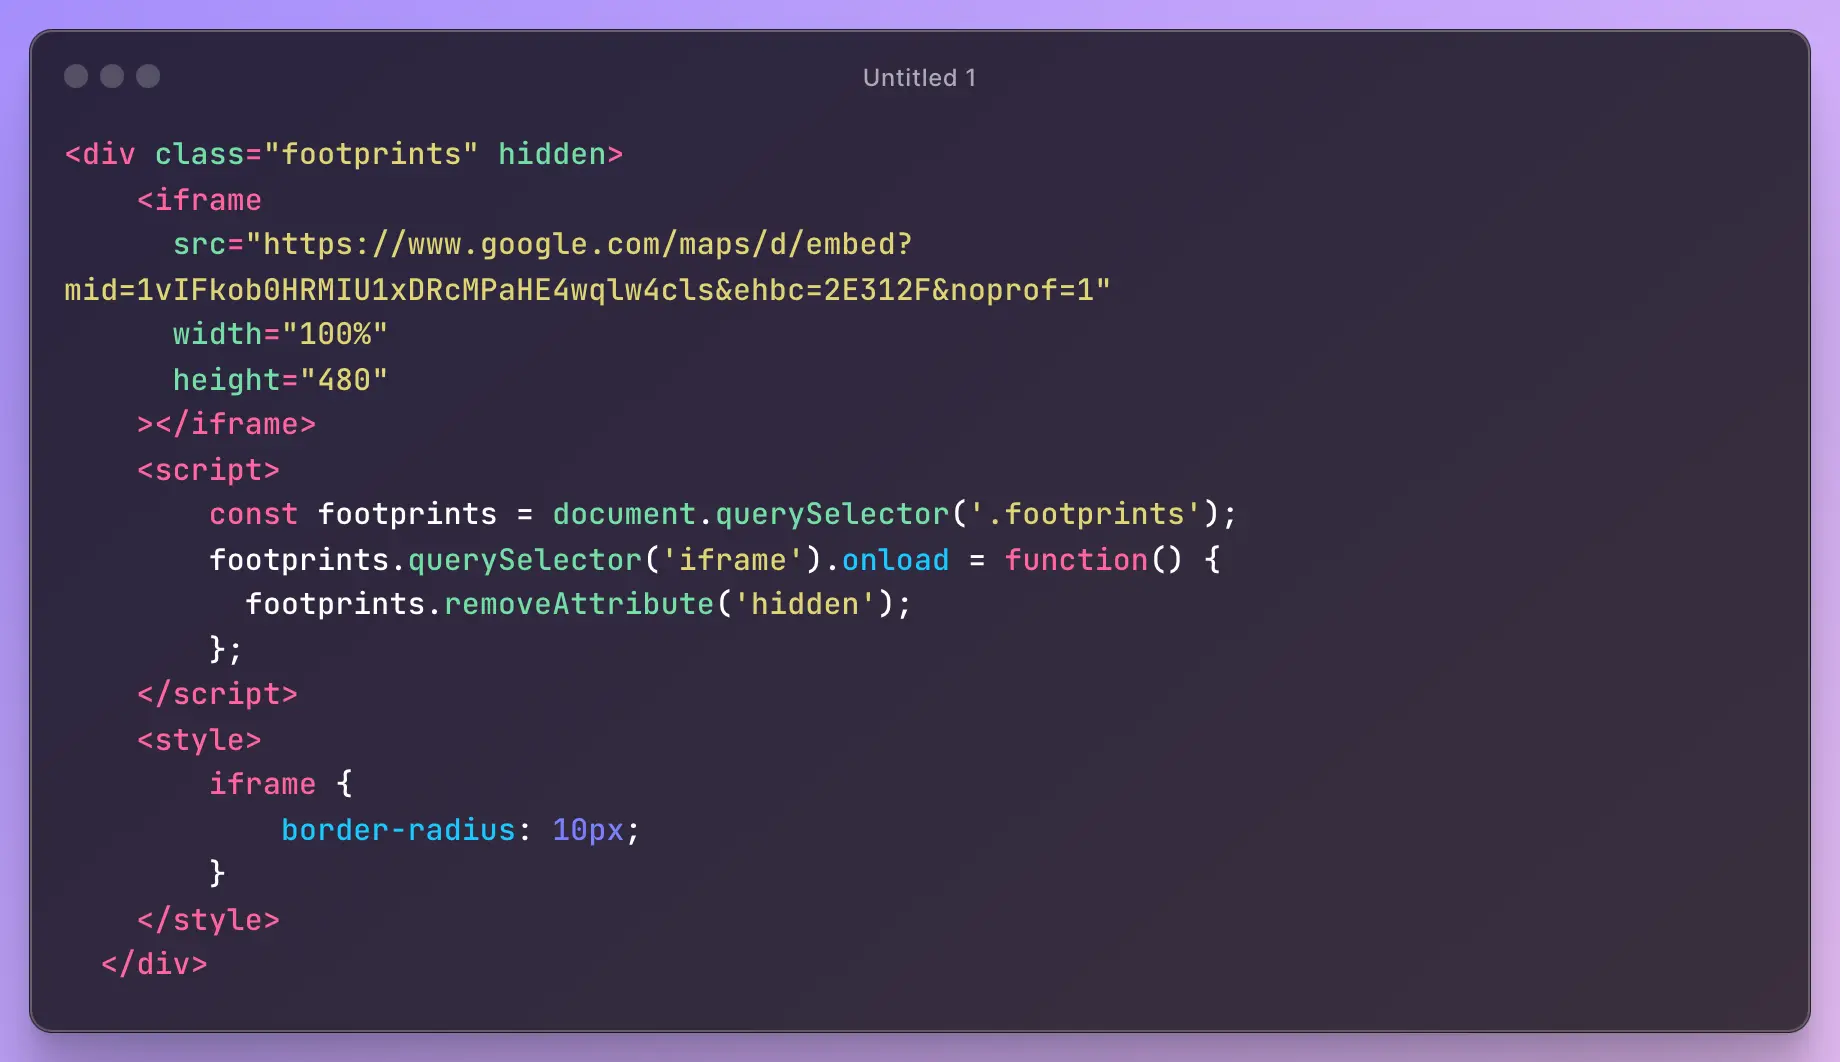 Untitled 1
<div class="footprints" hidden>
    <iframe
      src="https://www.google.com/maps/d/embed?
mid=1vIFkob0HRMIU1xDRcMPaHE4wqlw4cls&ehbc=2E312F&noprof=1"
      width="100%"
      height="480"
    ></iframe>
    <script>
        const footprints = document.querySelector('.footprints');
        footprints.querySelector('iframe').onload = function() {
          footprints.removeAttribute('hidden');
        };
    </script>
    <style>
        iframe {
            border-radius: 10px;
        }
    </style>
  </div>